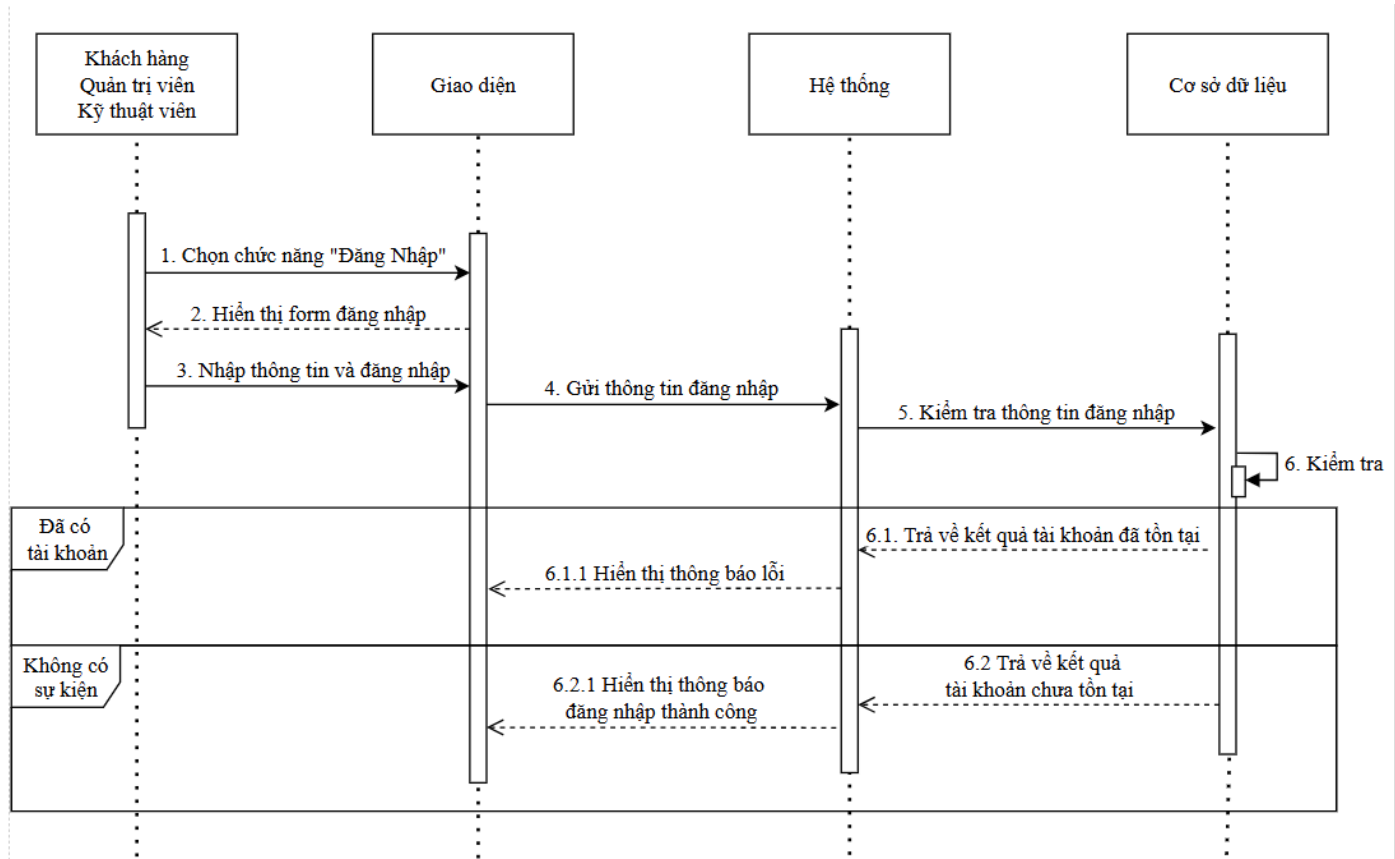 Khách hàng
Quản trị viên
Kỹ thuật viên
Giao diện
Hệ thống
Cơ sở dữ liệu
1. Chọn chức năng "Đăng Nhập"
2. Hiển thị form đăng nhập
3. Nhập thông tin và đăng nhập
4. Gửi thông tin đăng nhập
5. Kiểm tra thông tin đăng nhập
6. Kiểm tra
Đã có
tài khoản
6.1. Trả về kết quả tài khoản đã tồn tại
6.1.1 Hiển thị thông báo lỗi
Không có
sự kiện
6.2 Trả về kết quả
tài khoản chưa tồn tại
6.2.1 Hiển thị thông báo
đăng nhập thành công